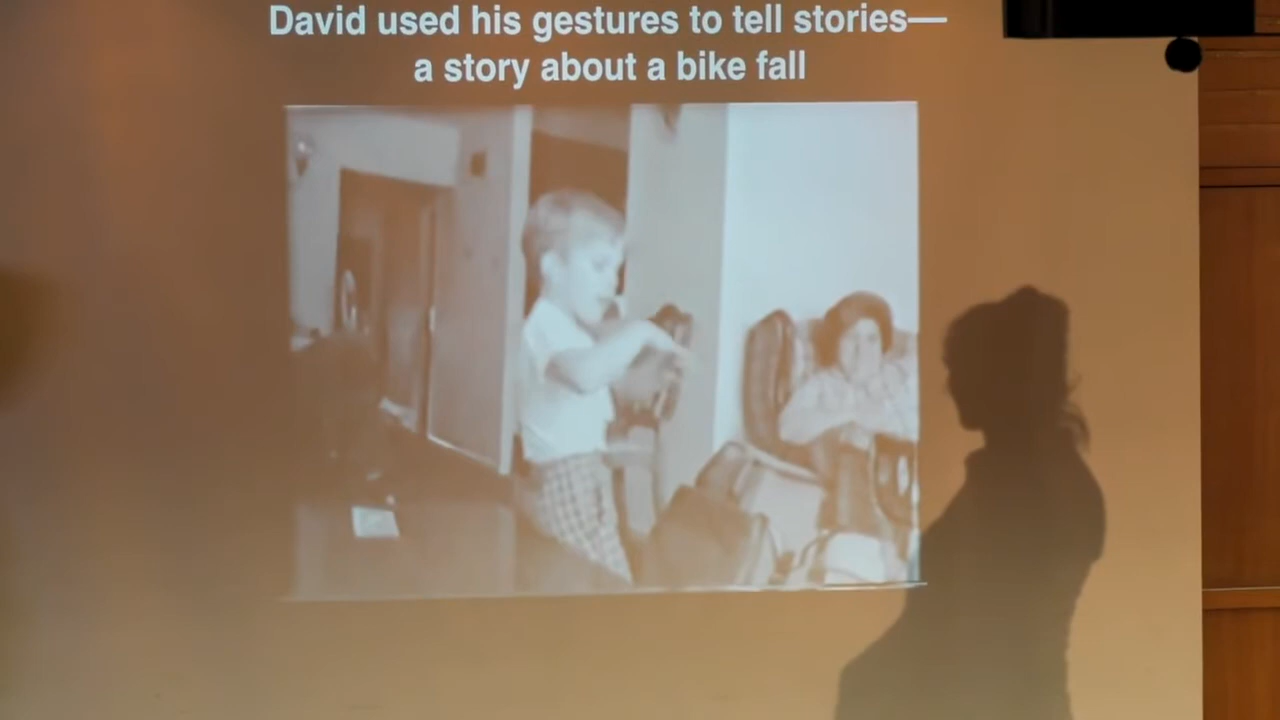 David used his gestures to tell stories—
a story about a bike fall